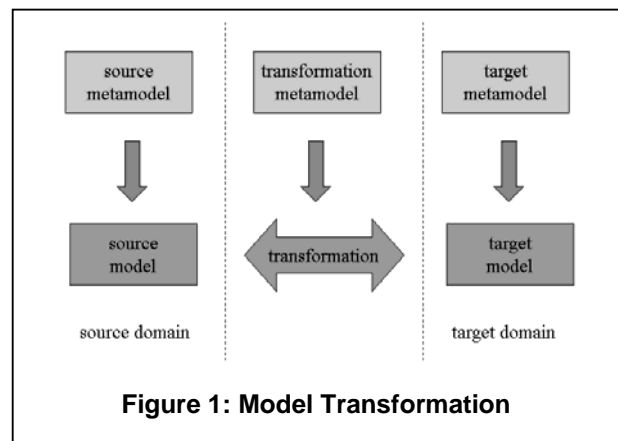 source
metamodel
transformation
metamodel
target
metamodel
source
model
transformation
target
model
source domain
target domain
Figure 1: Model Transformation